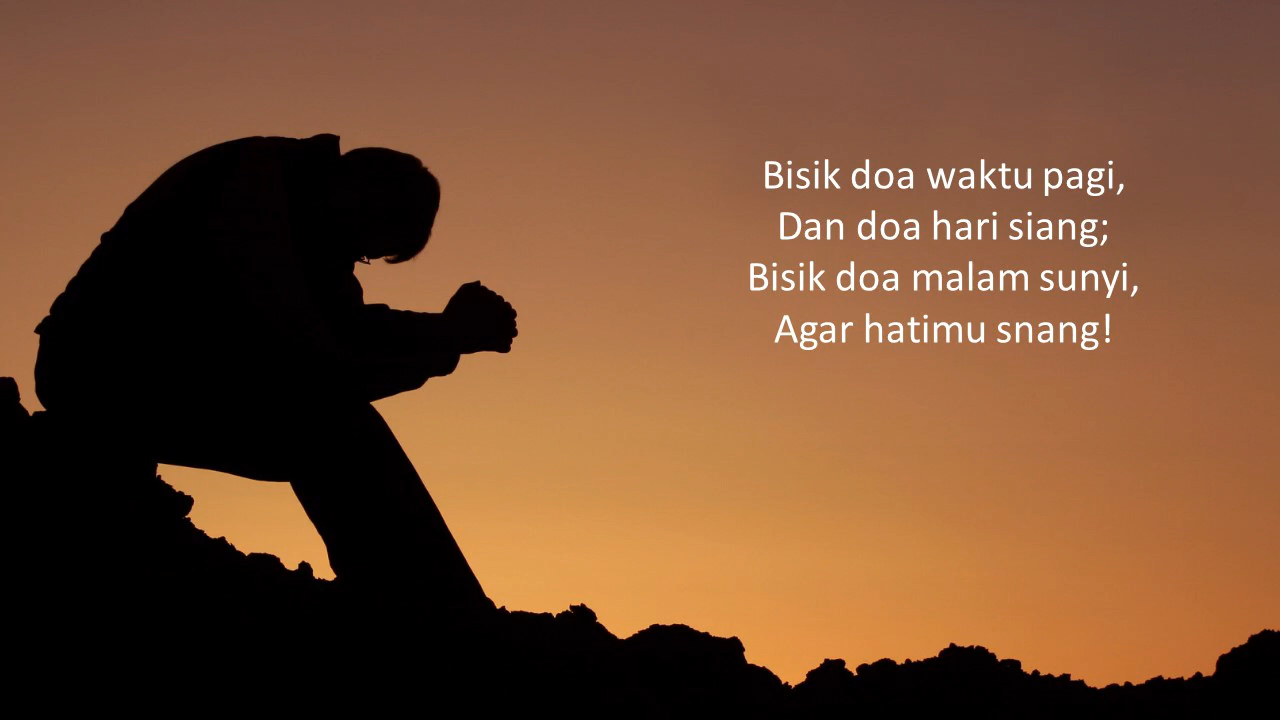 Bisik doa waktu pagi,
Dan doa hari siang;
Bisik doa malam sunyi,
Agar hatimu snang!